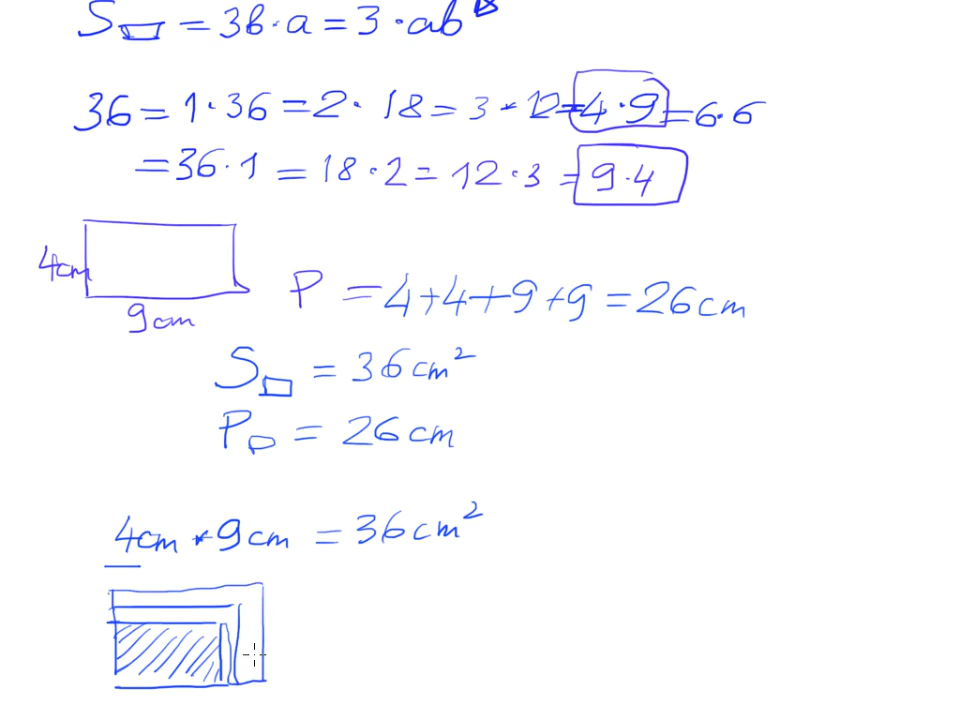 S▭ = 3b·a = 3·ab
36 = 1·36 = 2·18 = 3*12 = 4·9 = 6·6
= 36·1 = 18·2 = 12·3 = 9·4
4cm
9cm
P = 4+4+9+9 = 26cm
S▭ = 36cm²
P▭ = 26cm
4cm * 9cm = 36cm²